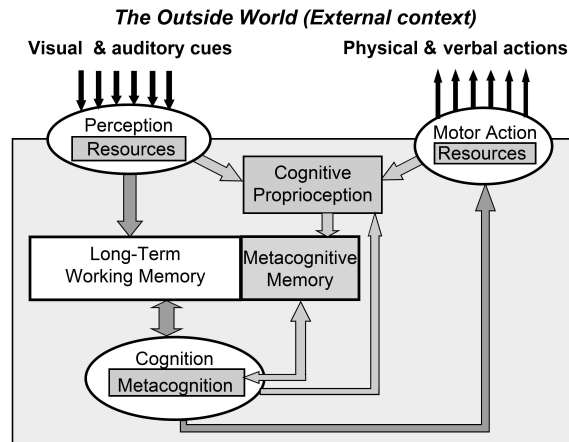 The Outside World (External context)
Visual & auditory cues
Physical & verbal actions
Perception
Resources
Motor Action
Resources
Cognitive
Proprioception
Long-Term
Working Memory
Metacognitive
Memory
Cognition
Metacognition